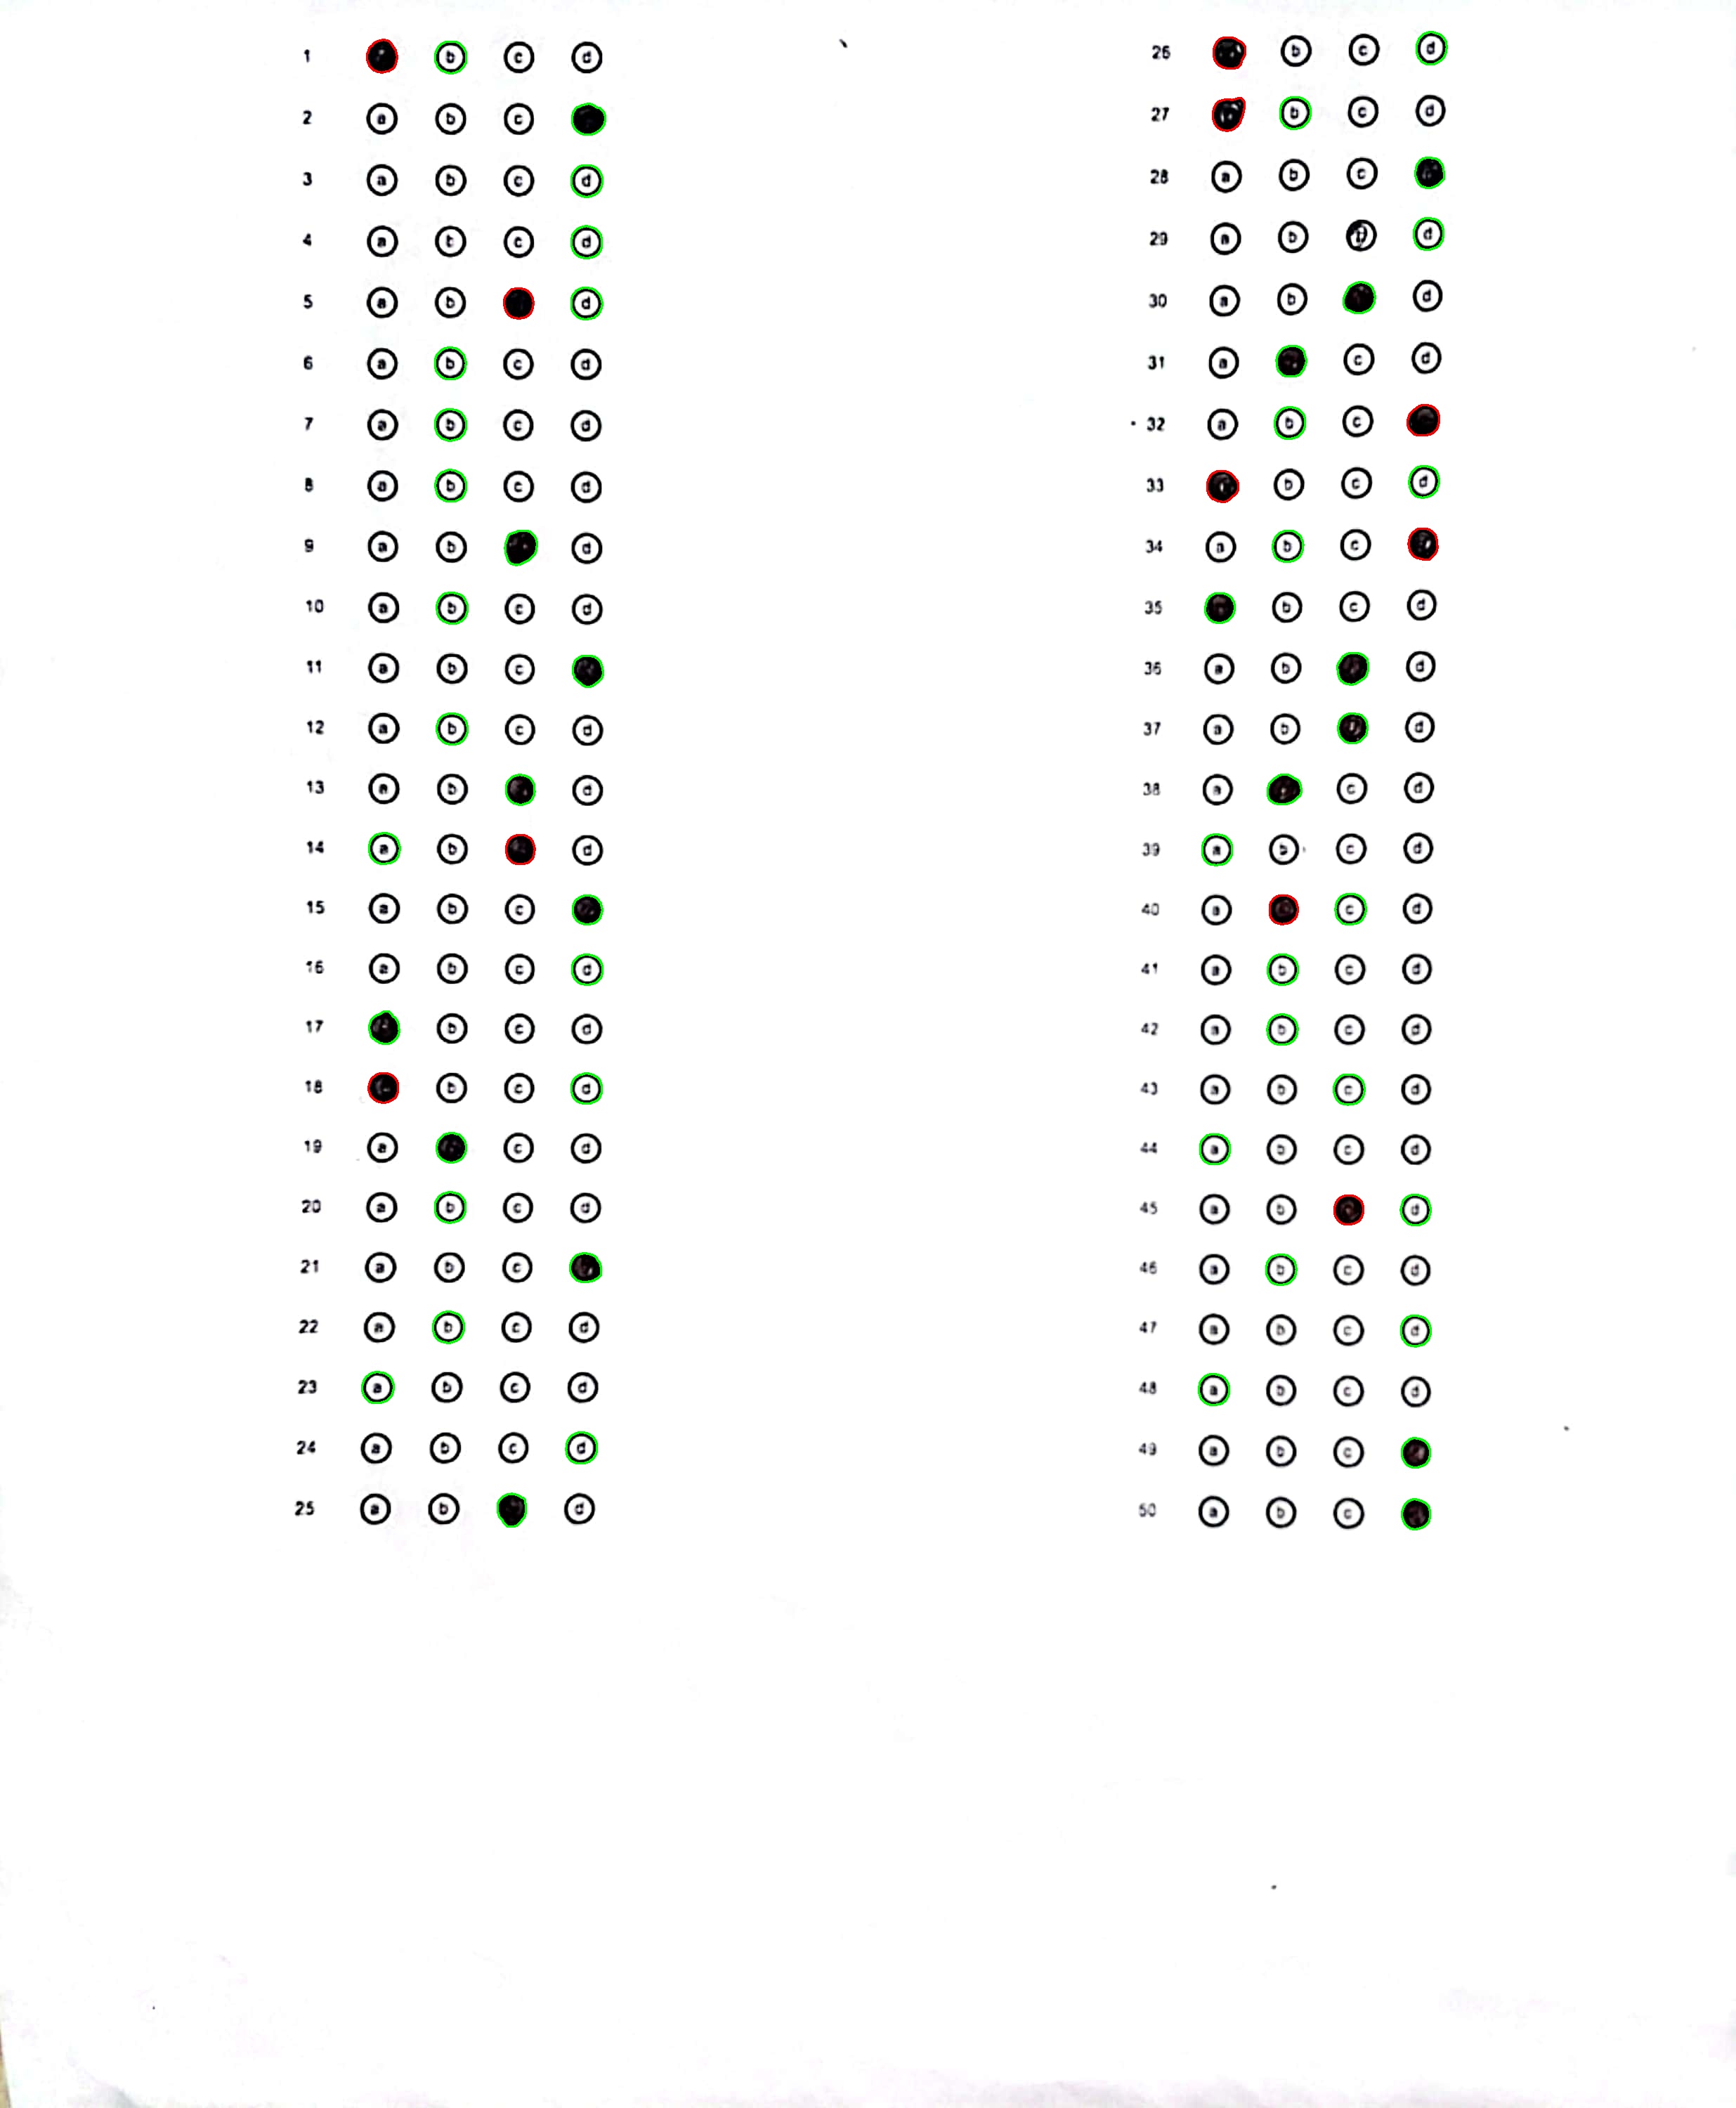 1 b c d
2 a b c
3 a b c d
4 a b c d
5 a b d
6 a b c d
7 a b c d
8 a b c d
9 a b d
10 a b c d
11 a b c
12 a b c d
13 a b d
14 a b d
15 a b c
16 a b c d
17 b c d
18 b c d
19 a c d
20 a b c d
21 a b c
22 a b c d
23 a b c d
24 a b c d
25 a b d
26 b c d
27 b c d
28 a b c
29 a b d
30 a b d
31 a c d
32 a b c
33 b c d
34 a b c
35 b c d
36 a b d
37 a b d
38 a c d
39 a b c d
40 a c d
41 a b c d
42 a b c d
43 a b c d
44 a b c d
45 a b d
46 a b c d
47 a b c d
48 a b c d
49 a b c
50 a b c